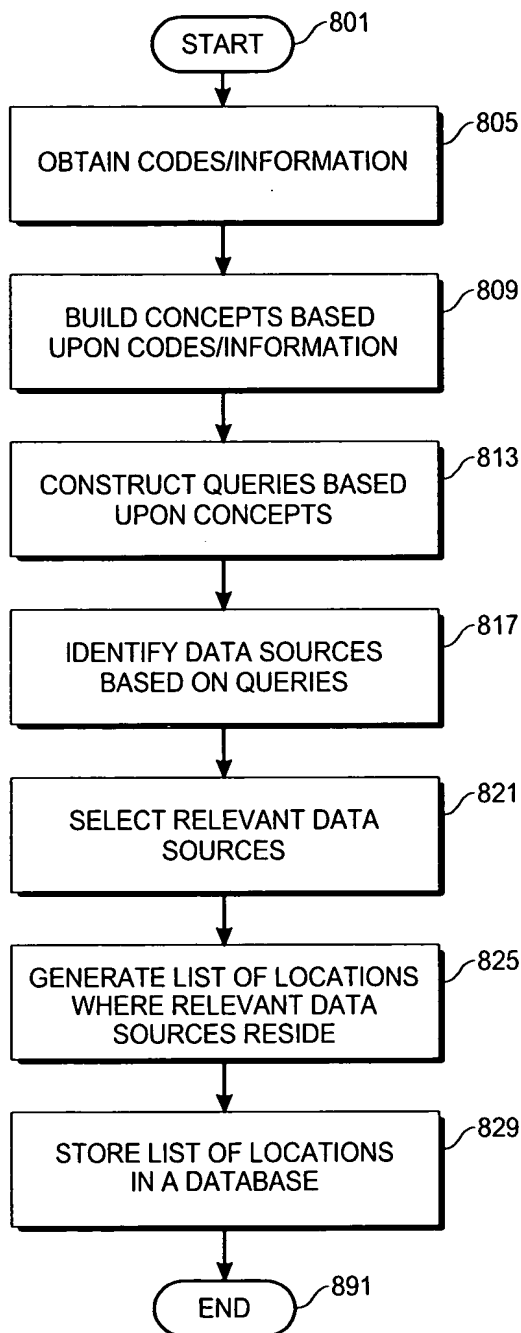 START
801
805
OBTAIN CODES/INFORMATION
809
BUILD CONCEPTS BASED
UPON CODES/INFORMATION
813
CONSTRUCT QUERIES BASED
UPON CONCEPTS
817
IDENTIFY DATA SOURCES
BASED ON QUERIES
821
SELECT RELEVANT DATA
SOURCES
825
GENERATE LIST OF LOCATIONS
WHERE RELEVANT DATA
SOURCES RESIDE
829
STORE LIST OF LOCATIONS
IN A DATABASE
891
END